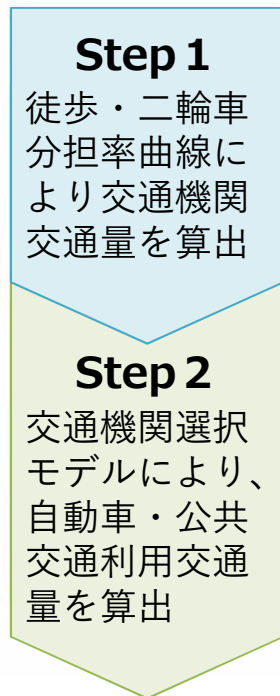 Step 1
徒歩・二輪車
分担率曲線に
より交通機関
交通量を算出
Step 2
交通機関選択
モデルにより、
自動車・公共
交通利用交通
量を算出